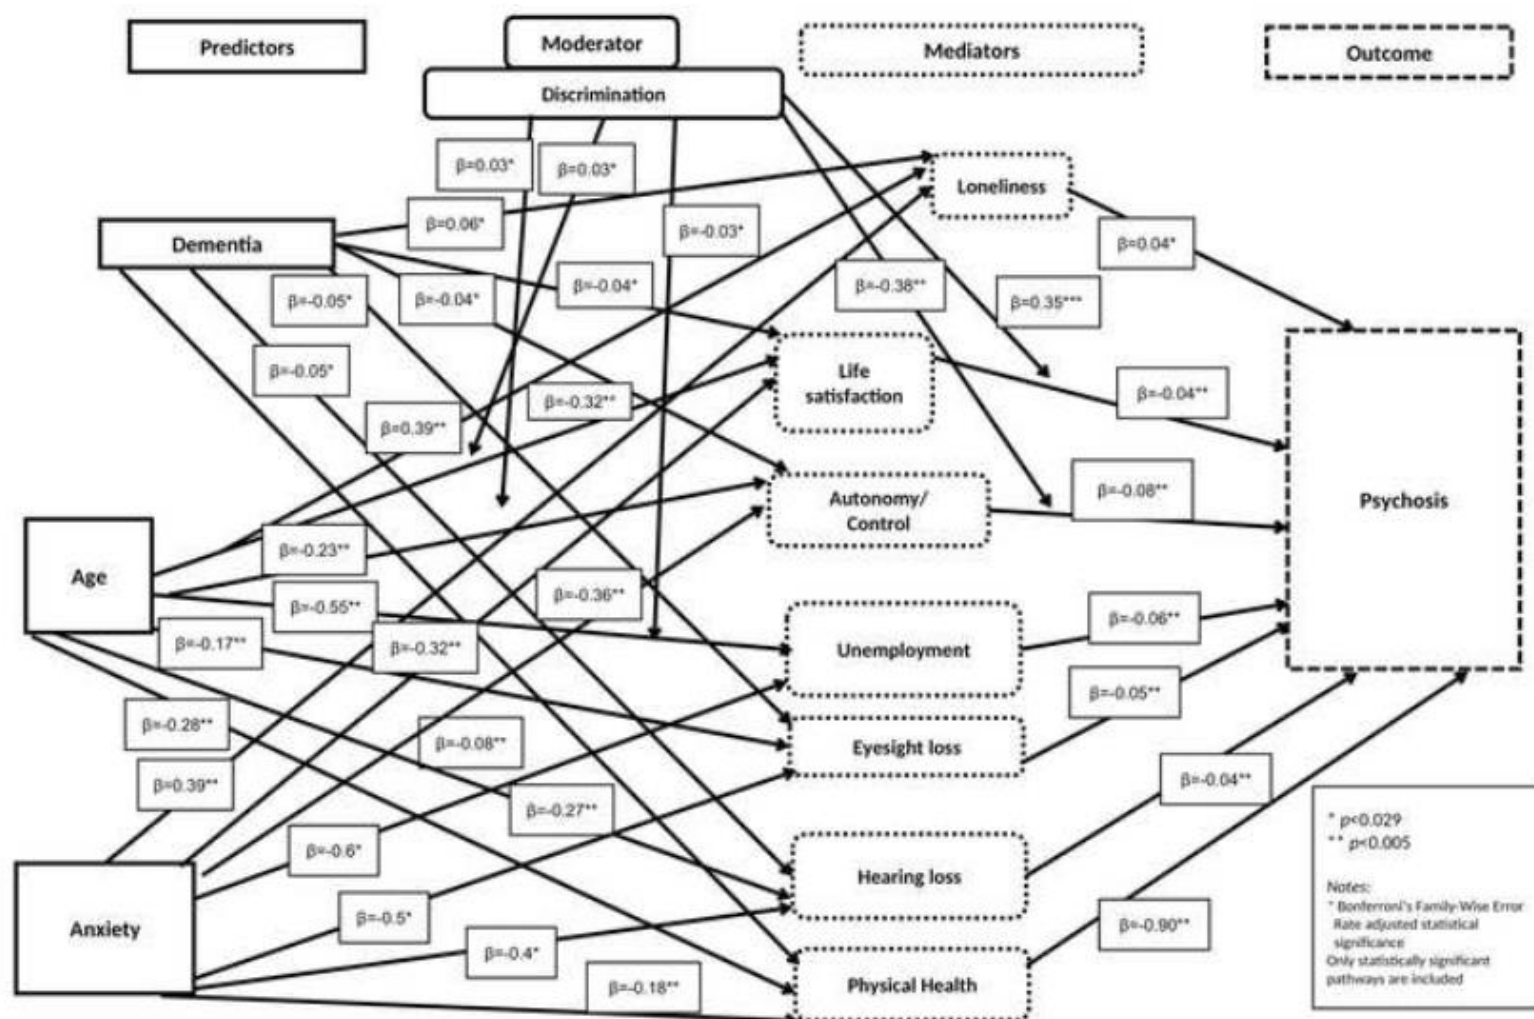 Predictors
Moderator
Mediators
Outcome
Discrimination
β=0.03*
β=0.03*
Loneliness
β=0.06*
β=-0.03*
β=0.04*
Dementia
β=-0.05*
β=-0.04*
β=-0.04*
β=-0.38**
β=0.35***
β=-0.05*
Life
satisfaction
β=-0.04**
β=0.39**
β=-0.32**
β=-0.08**
Autonomy/
Control
Psychosis
β=-0.23**
Age
β=-0.55**
β=-0.36**
β=-0.06**
β=-0.17**
β=-0.32**
Unemployment
β=-0.05**
β=-0.28**
β=-0.08**
Eyesight loss
β=0.39**
β=-0.27**
β=-0.04**
β=-0.6*
Hearing loss
Anxiety
β=-0.5*
β=-0.4*
β=-0.90**
β=-0.18**
Physical Health
* p<0.029
** p<0.005
Notes:
* Bonferroni's Family-Wise Error
Rate adjusted statistical
significance
Only statistically significant
pathways are included